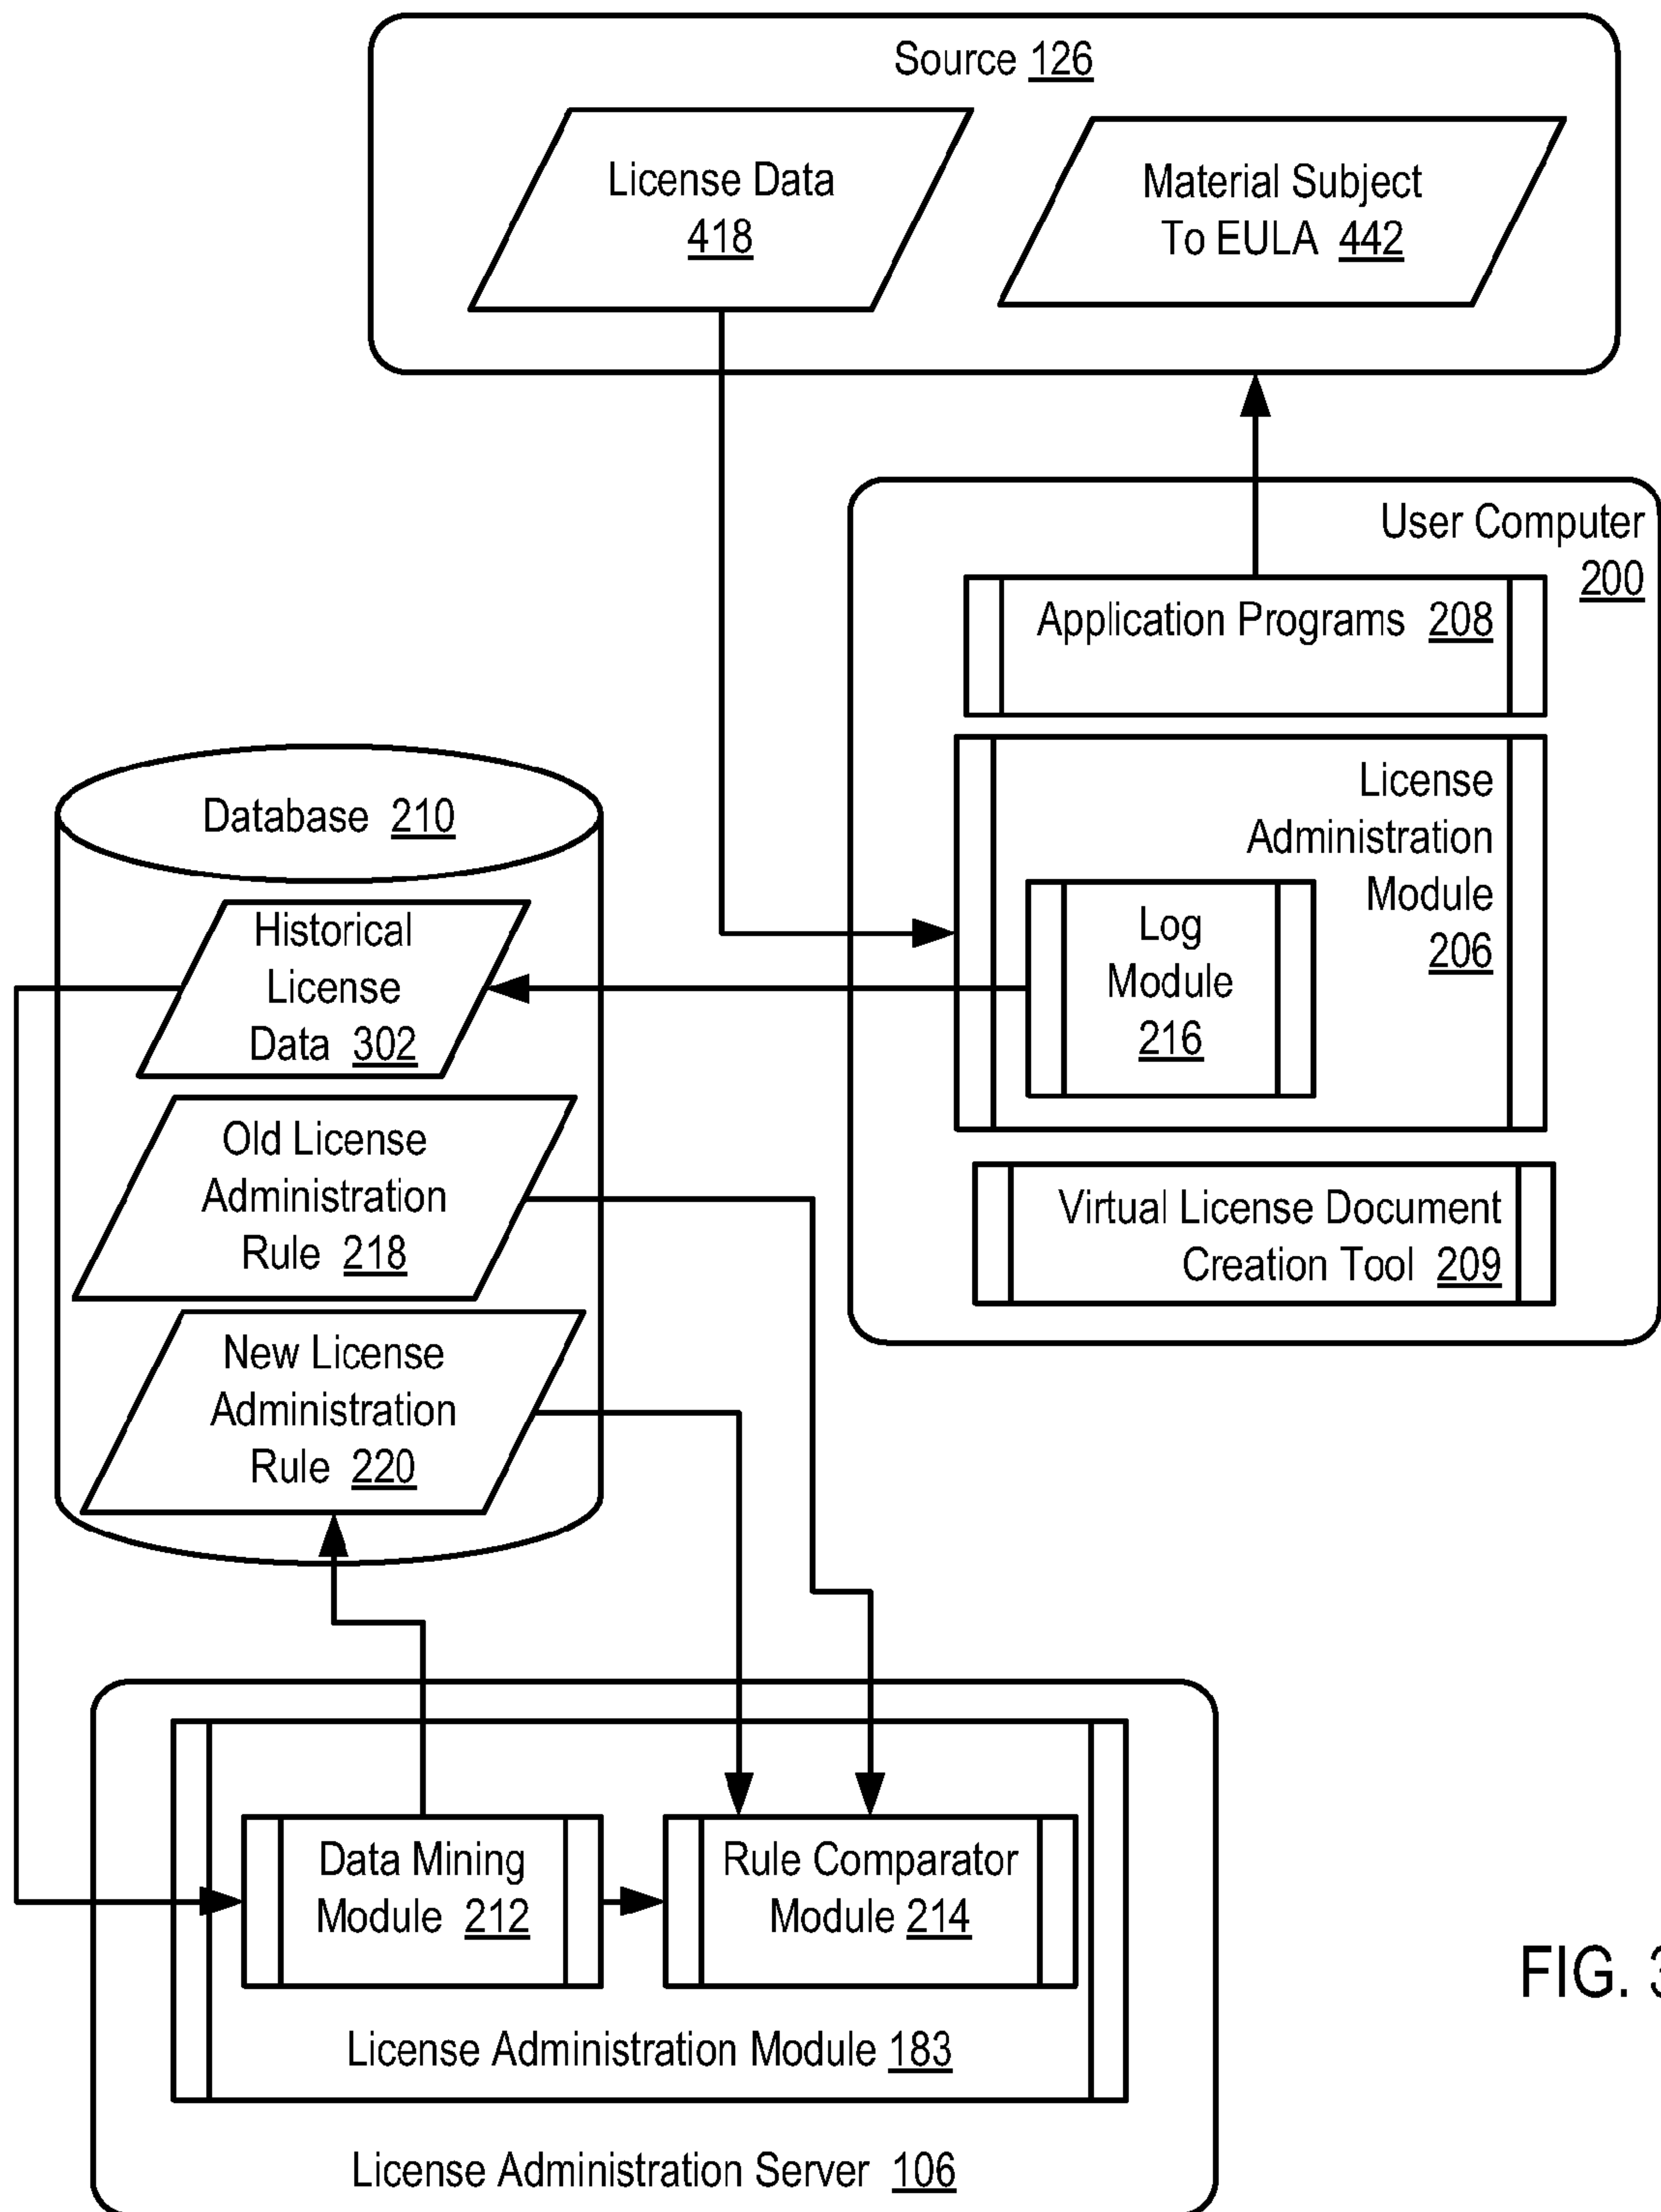 Source 126
License Data
418
Material Subject
To EULA 442
User Computer
200
Application Programs 208
License
Administration
Module
206
Log
Module
216
Virtual License Document
Creation Tool 209
Database 210
Historical
License
Data 302
Old License
Administration
Rule 218
New License
Administration
Rule 220
Data Mining
Module 212
Rule Comparator
Module 214
License Administration Module 183
License Administration Server 106
FIG. 3